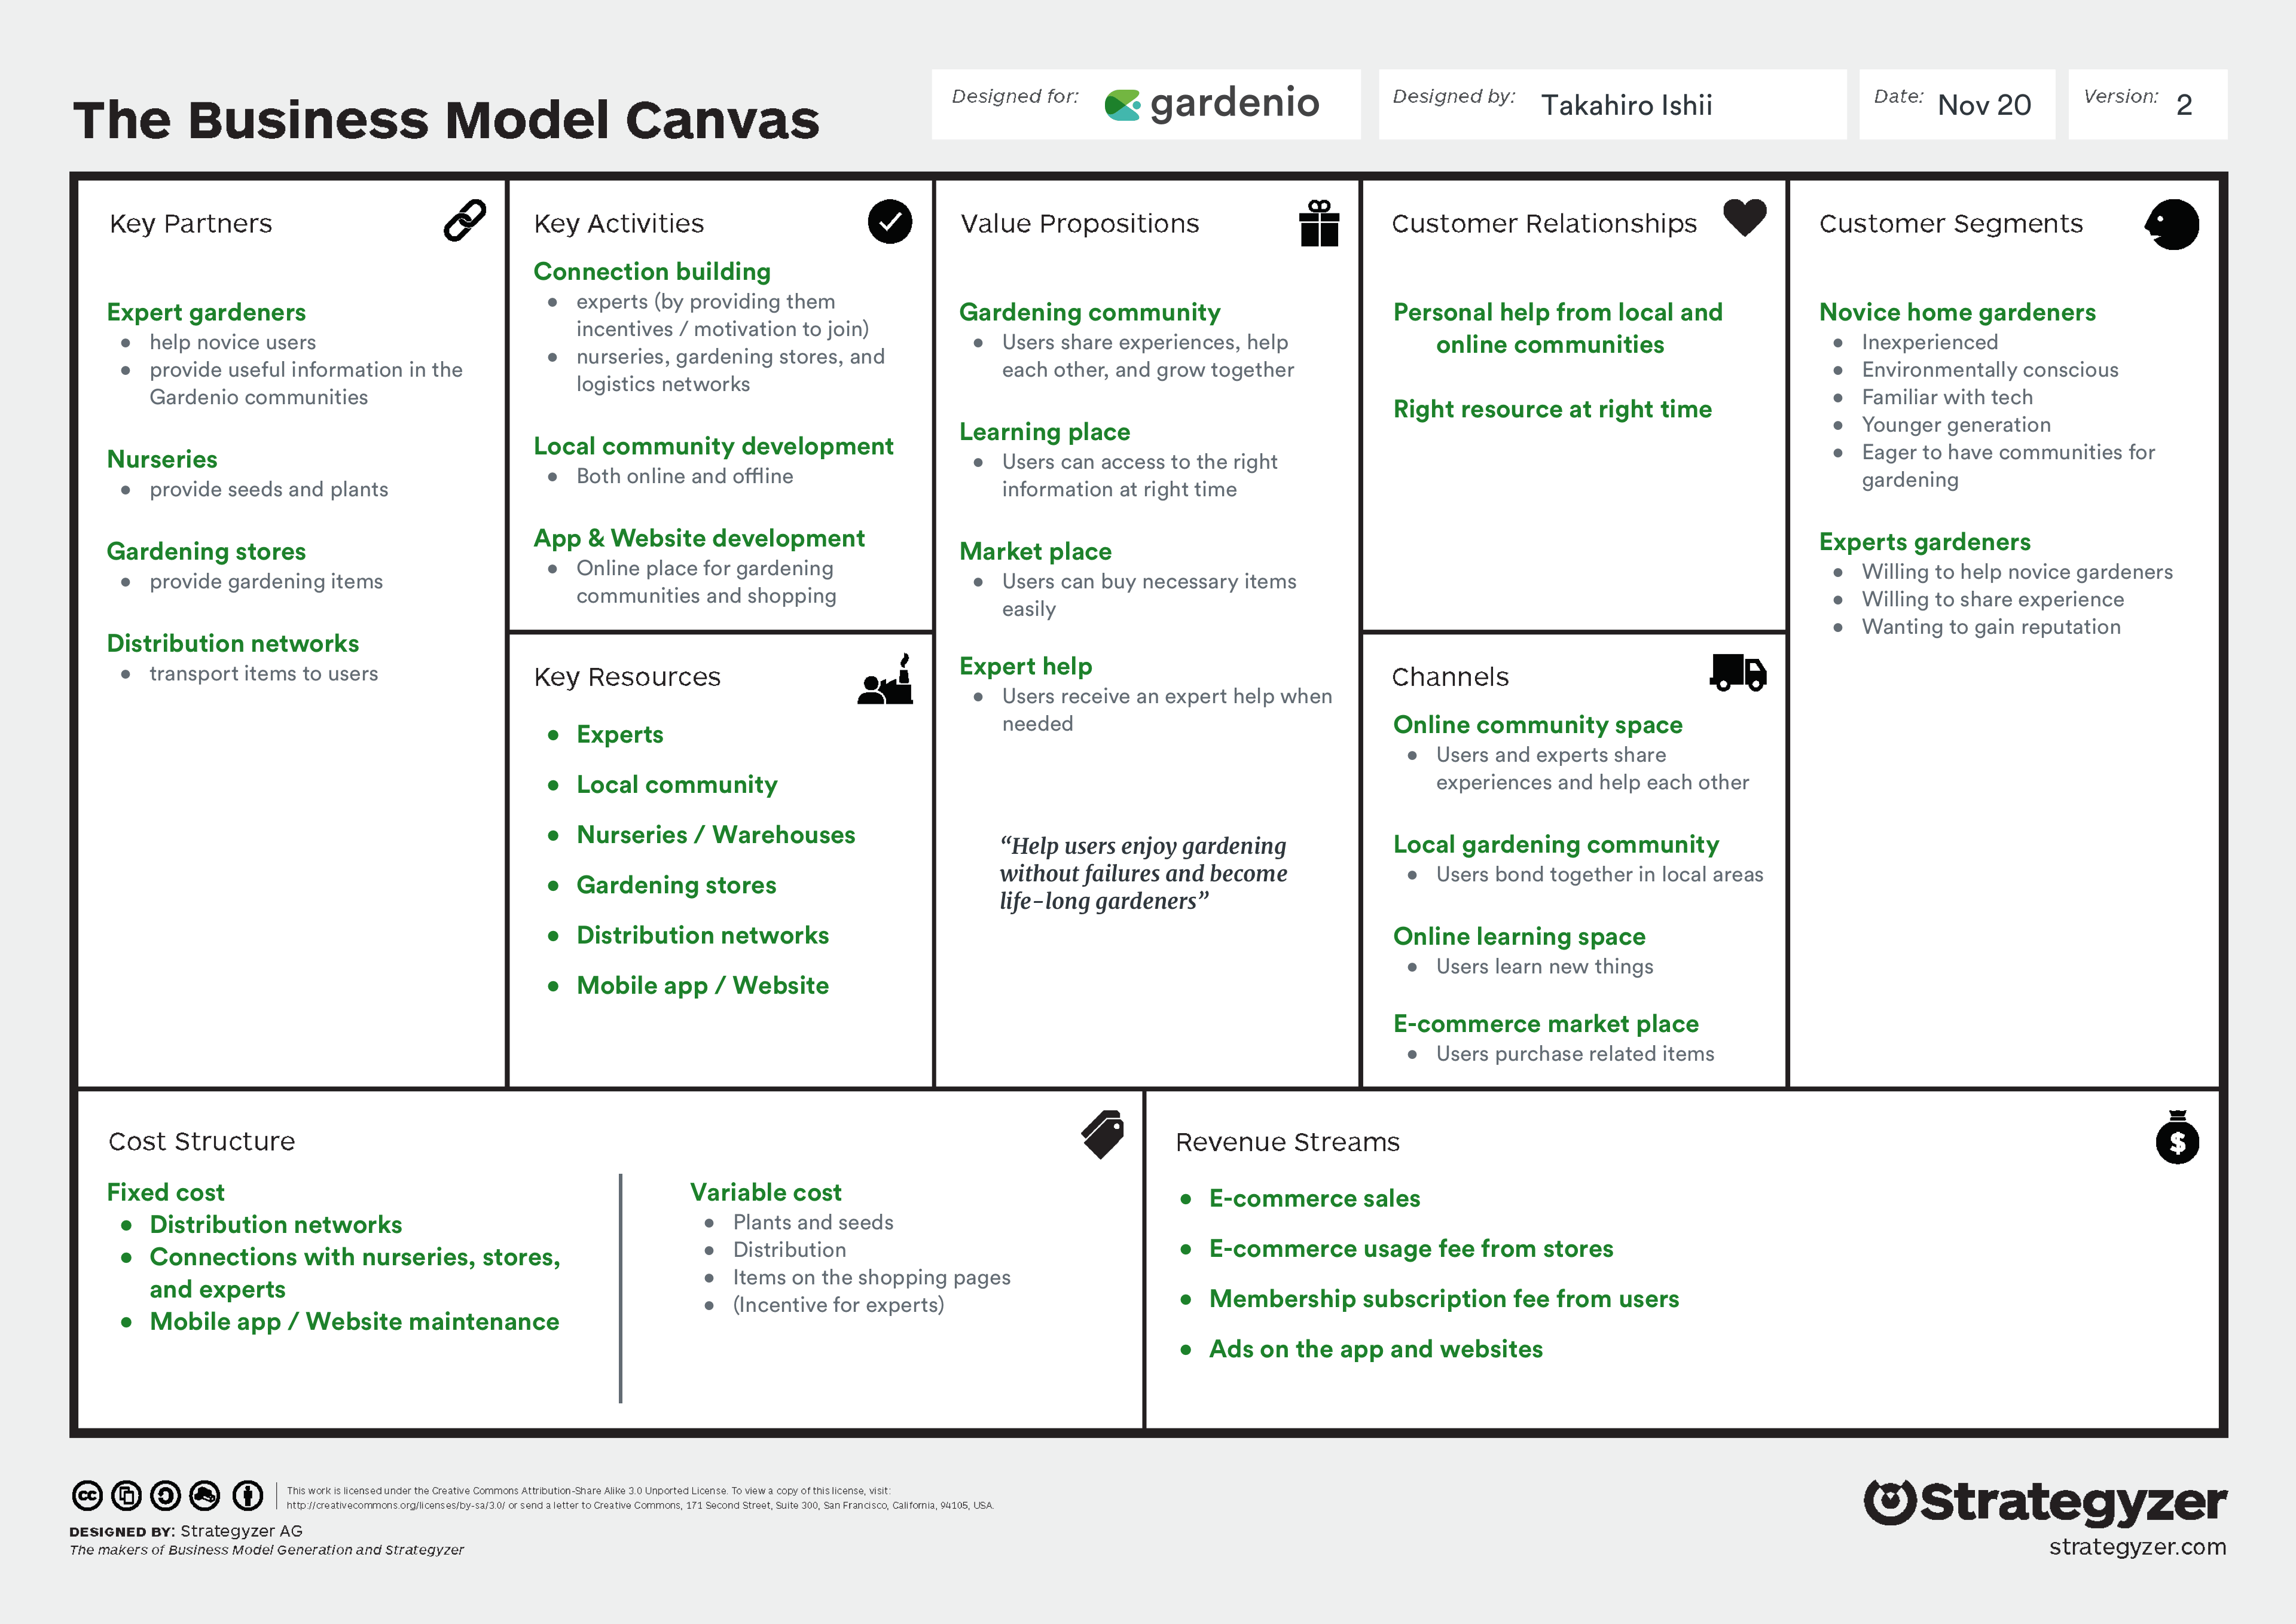 The Business Model Canvas
Designed for:
gardenio
Designed by:
Takahiro Ishii
Date:
Nov 20
Version:
2
Key Partners
Expert gardeners
● help novice users
● provide useful information in the
Gardenio communities
Nurseries
● provide seeds and plants
Gardening stores
● provide gardening items
Distribution networks
● transport items to users
Key Activities
Connection building
● experts (by providing them
incentives / motivation to join)
● nurseries, gardening stores, and
logistics networks
Local community development
● Both online and offline
App & Website development
● Online place for gardening
communities and shopping
Key Resources
● Experts
● Local community
● Nurseries / Warehouses
● Gardening stores
● Distribution networks
● Mobile app / Website
Value Propositions
Gardening community
● Users share experiences, help
each other, and grow together
Learning place
● Users can access to the right
information at right time
Market place
● Users can buy necessary items
easily
Expert help
● Users receive an expert help when
needed
“Help users enjoy gardening
without failures and become
life-long gardeners”
Customer Relationships
Personal help from local and
online communities
Right resource at right time
Channels
Online community space
● Users and experts share
experiences and help each other
Local gardening community
● Users bond together in local areas
Online learning space
● Users learn new things
E-commerce market place
● Users purchase related items
Customer Segments
Novice home gardeners
● Inexperienced
● Environmentally conscious
● Familiar with tech
● Younger generation
● Eager to have communities for
gardening
Experts gardeners
● Willing to help novice gardeners
● Willing to share experience
● Wanting to gain reputation
Cost Structure
Fixed cost
● Distribution networks
● Connections with nurseries, stores,
and experts
● Mobile app / Website maintenance
Variable cost
● Plants and seeds
● Distribution
● Items on the shopping pages
● (Incentive for experts)
Revenue Streams
$
● E-commerce sales
● E-commerce usage fee from stores
● Membership subscription fee from users
● Ads on the app and websites
cc
This work is licensed under the Creative Commons Attribution-Share Alike 3.0 Unported License. To view a copy of this license, visit:
http://creativecommons.org/licenses/by-sa/3.0/ or send a letter to Creative Commons, 171 Second Street, Suite 300, San Francisco, California, 94105, USA.
DESIGNED BY: Strategyzer AG
The makers of Business Model Generation and Strategyzer
Strategyzer
strategyzer.com